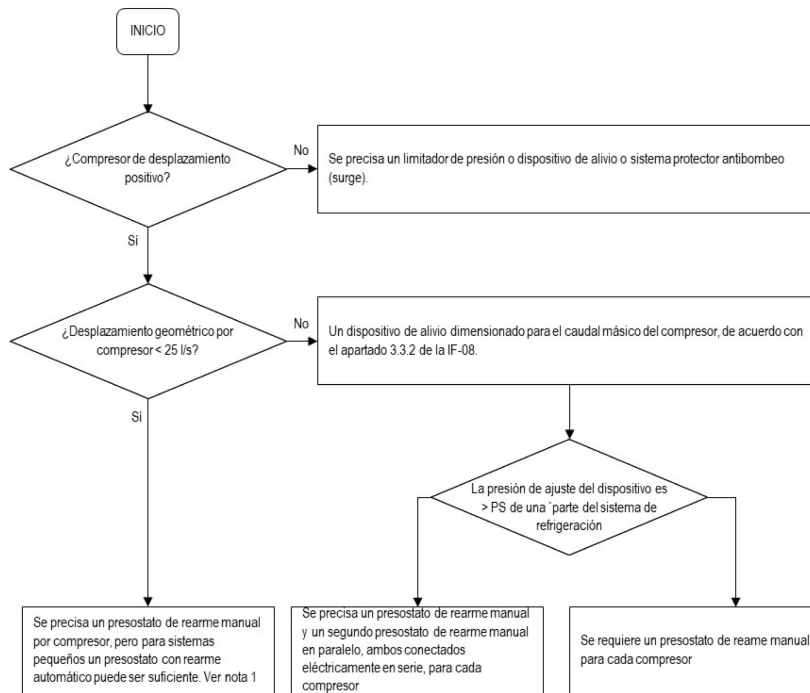 INICIO
¿Compresor de desplazamiento
positivo?
No
Se precisa un limitador de presión o dispositivo de alivio o sistema protector antibombeo
(surge).
Si
¿Desplazamiento geométrico por
compresor < 25 l/s?
No
Un dispositivo de alivio dimensionado para el caudal másico del compresor, de acuerdo con
el apartado 3.3.2 de la IF-08.
Si
La presión de ajuste del dispositivo es
> PS de una `parte del sistema de
refrigeración
Se precisa un presostato de rearme manual
por compresor, pero para sistemas
pequeños un presostato con rearme
automático puede ser suficiente. Ver nota 1
Se precisa un presostato de rearme manual
y un segundo presostato de rearme manual
en paralelo, ambos conectados
eléctricamente en serie, para cada
compresor
Se requiere un presostato de reame manual
para cada compresor